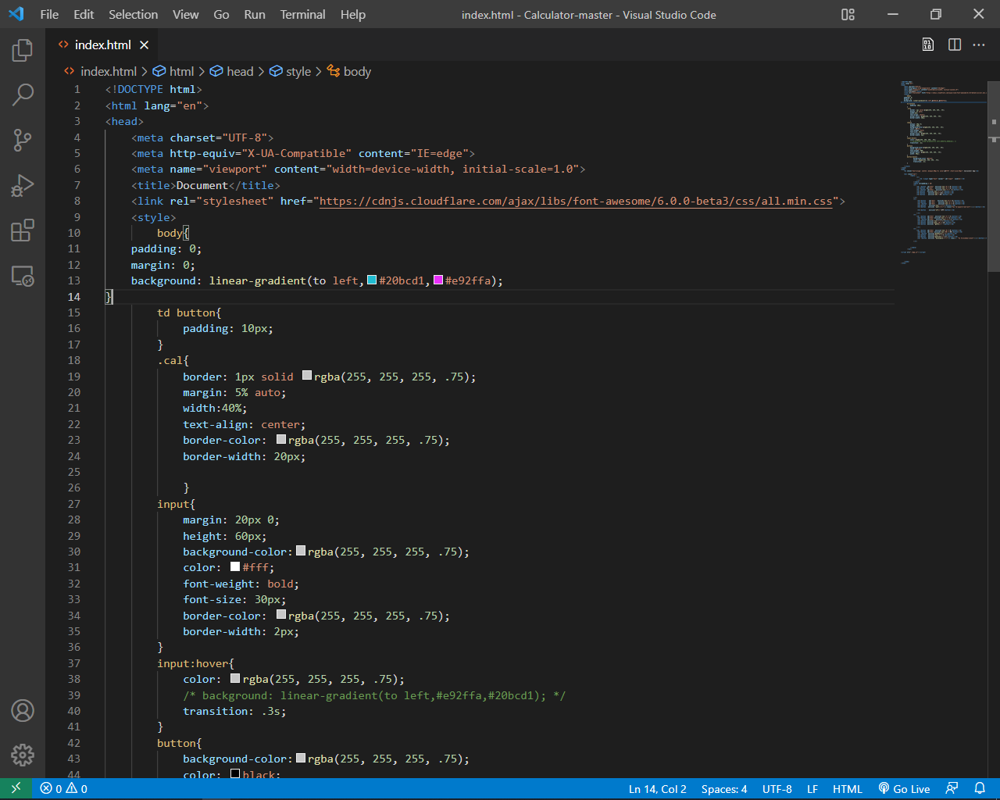 File Edit Selection View Go Run Terminal Help index.html - Calculator-master - Visual Studio Code
index.html
index.html > html > head > style > body
1 <!DOCTYPE html>
2 <html lang="en">
3 <head>
4 <meta charset="UTF-8">
5 <meta http-equiv="X-UA-Compatible" content="IE=edge">
6 <meta name="viewport" content="width=device-width, initial-scale=1.0">
7 <title>Document</title>
8 <link rel="stylesheet" href="https://cdnjs.cloudflare.com/ajax/libs/font-awesome/6.0.0-beta3/css/all.min.css">
9 <style>
10 body{
11 padding: 0;
12 margin: 0;
13 background: linear-gradient(to left,#20bcd1,#e92ffa);
14 }
15 td button{
16 padding: 10px;
17 }
18 .cal{
19 border: 1px solid rgba(255, 255, 255, .75);
20 margin: 5% auto;
21 width:40%;
22 text-align: center;
23 border-color: rgba(255, 255, 255, .75);
24 border-width: 20px;
25
26 }
27 input{
28 margin: 20px 0;
29 height: 60px;
30 background-color:rgba(255, 255, 255, .75);
31 color: #fff;
32 font-weight: bold;
33 font-size: 30px;
34 border-color: rgba(255, 255, 255, .75);
35 border-width: 2px;
36 }
37 input:hover{
38 color: rgba(255, 255, 255, .75);
39 /* background: linear-gradient(to left,#e92ffa,#20bcd1); */
40 transition: .3s;
41 }
42 button{
43 background-color:rgba(255, 255, 255, .75);
44 color: black;
0 0 Ln 14, Col 2 Spaces: 4 UTF-8 LF HTML Go Live